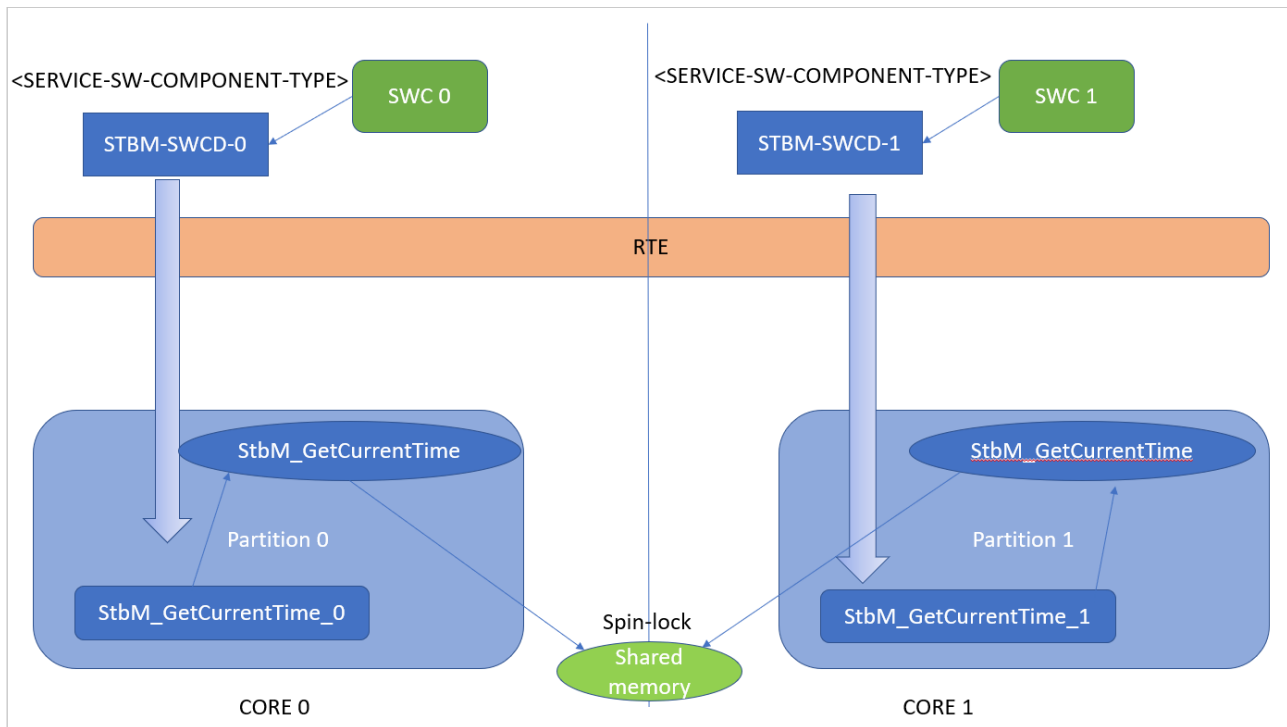 <SERVICE-SW-COMPONENT-TYPE>
SWC 0
STBM-SWCD-0
<SERVICE-SW-COMPONENT-TYPE>
SWC 1
STBM-SWCD-1
RTE
StbM_GetCurrentTime
Partition 0
StbM_GetCurrentTime_0
StbM_GetCurrentTime
Partition 1
StbM_GetCurrentTime_1
Spin-lock
Shared
memory
CORE 0
CORE 1